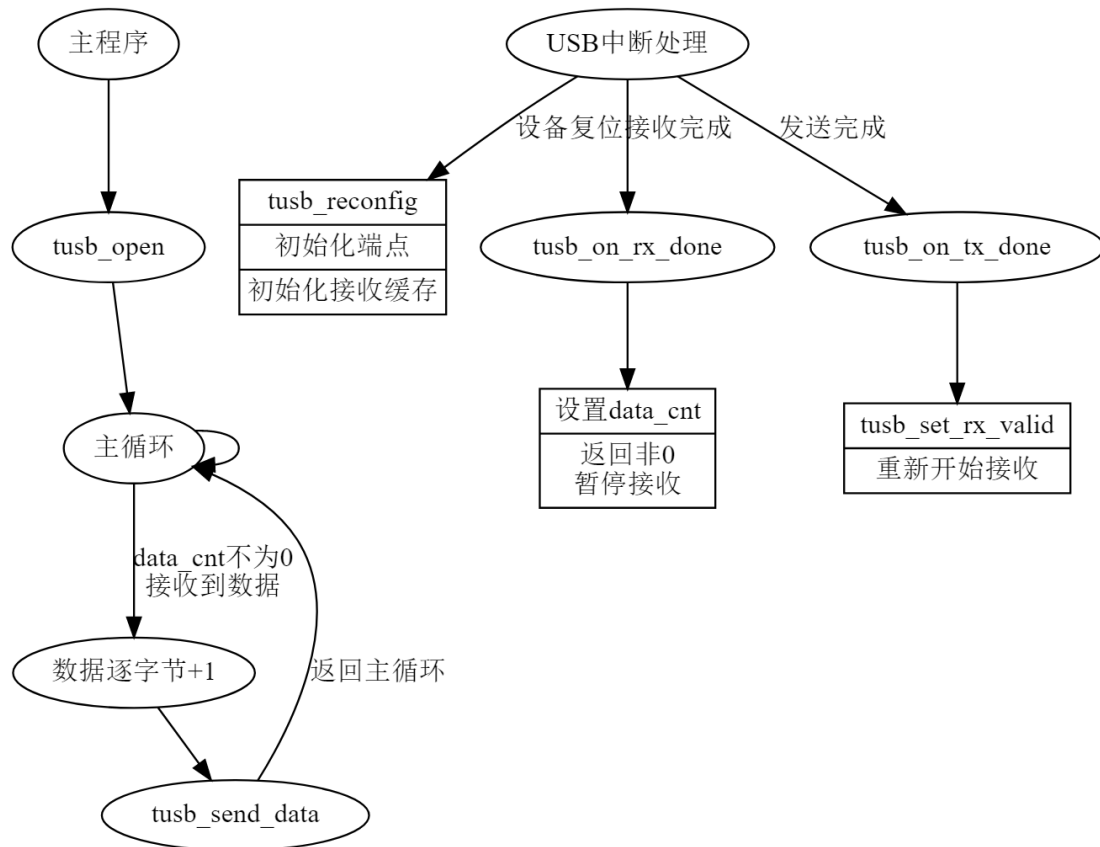 主程序
USB中断处理
设备复位
接收完成
发送完成
tusb_open
tusb_reconfig
初始化端点
初始化接收缓存
tusb_on_rx_done
tusb_on_tx_done
主循环
设置data_cnt
返回非0
暂停接收
tusb_set_rx_valid
重新开始接收
data_cnt不为0
接收到数据
数据逐字节+1
返回主循环
tusb_send_data